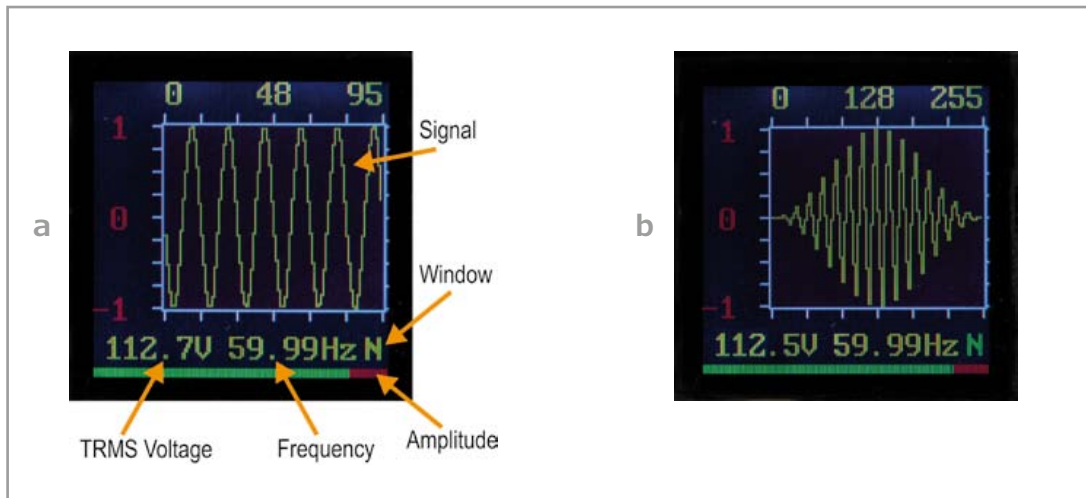 a
0 48 95
1
0
-1
112.7V 59.99Hz N
Signal
Window
TRMS Voltage
Frequency
Amplitude
b
0 128 255
1
0
-1
112.5V 59.99Hz N